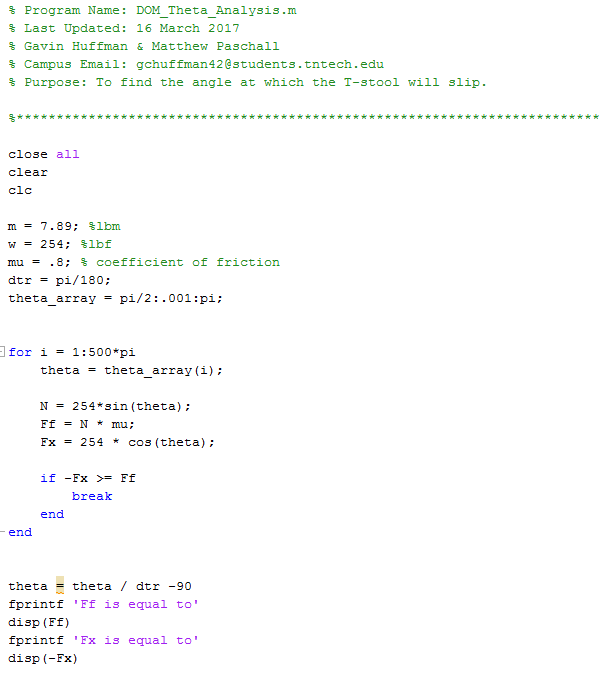 % Program Name: DOM_Theta_Analysis.m
% Last Updated: 16 March 2017
% Gavin Huffman & Matthew Paschall
% Campus Email: gchuffman42@students.tntech.edu
% Purpose: To find the angle at which the T-stool will slip.
%*************************************************************************
close all
clear
clc
m = 7.89; %lbm
w = 254; %lbf
mu = .8; % coefficient of friction
dtr = pi/180;
theta_array = pi/2:.001:pi;
for i = 1:500*pi
theta = theta_array(i);
N = 254*sin(theta);
Ff = N * mu;
Fx = 254 * cos(theta);
if -Fx >= Ff
break
end
end
theta = theta / dtr -90
fprintf 'Ff is equal to'
disp(Ff)
fprintf 'Fx is equal to'
disp(-Fx)